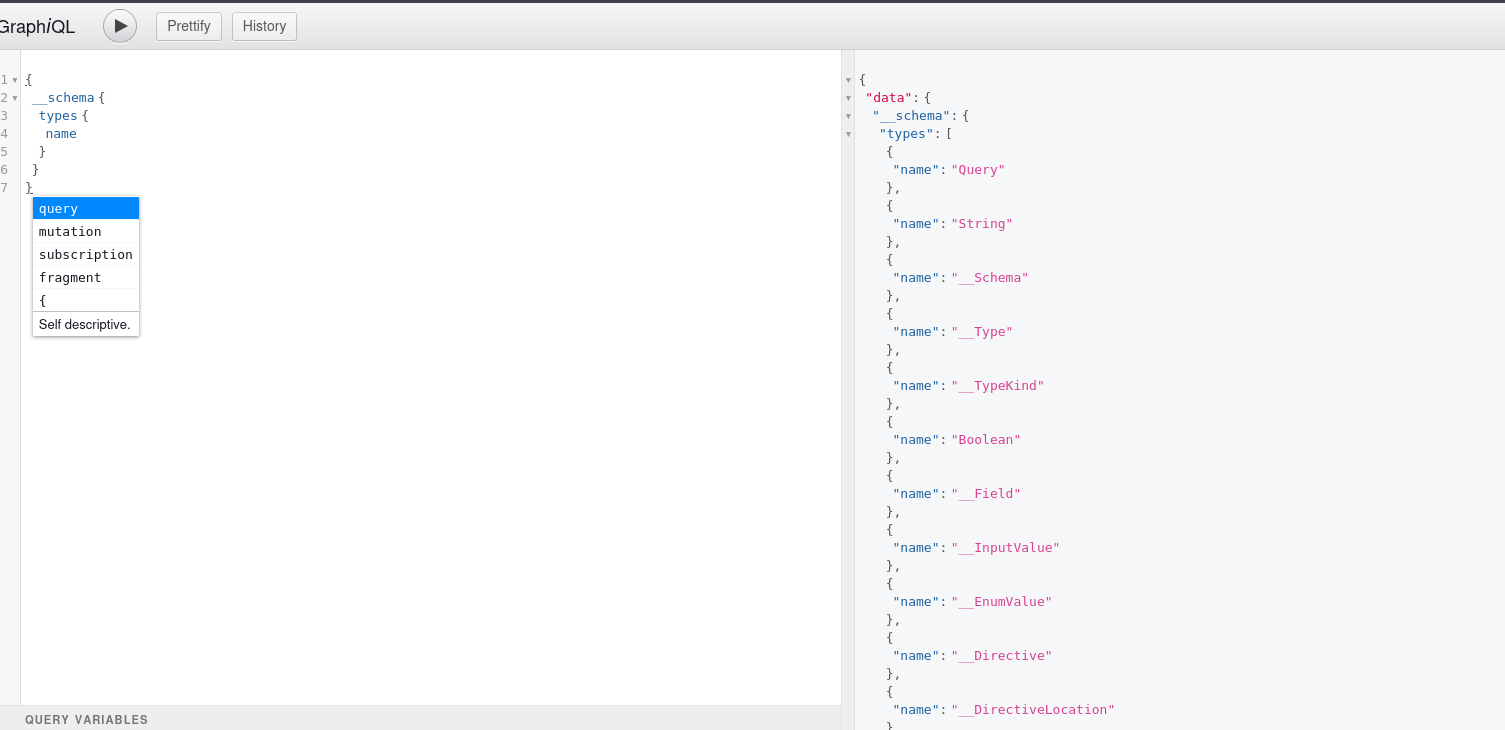 GraphiQL
Prettify
History
1 {
2 __schema {
3 types {
4 name
5 }
6 }
7 }
query
mutation
subscription
fragment
{
Self descriptive.
QUERY VARIABLES
{
"data": {
"__schema": {
"types": [
{
"name": "Query"
},
{
"name": "String"
},
{
"name": "__Schema"
},
{
"name": "__Type"
},
{
"name": "__TypeKind"
},
{
"name": "Boolean"
},
{
"name": "__Field"
},
{
"name": "__InputValue"
},
{
"name": "__EnumValue"
},
{
"name": "__Directive"
},
{
"name": "__DirectiveLocation"
}